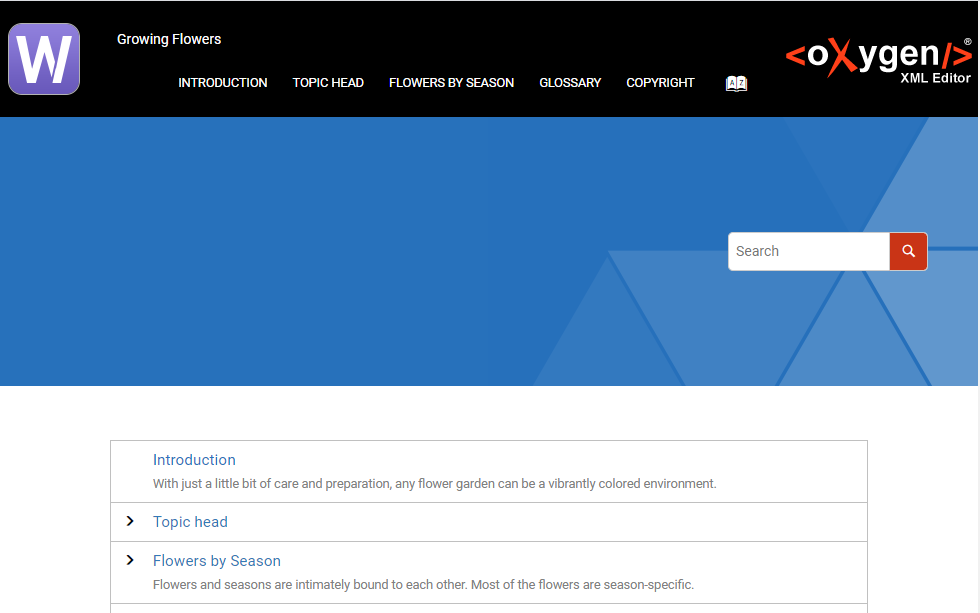 W
Growing Flowers
INTRODUCTION TOPIC HEAD FLOWERS BY SEASON GLOSSARY COPYRIGHT A Z
<oXygen/>®
XML Editor
Search
Introduction
With just a little bit of care and preparation, any flower garden can be a vibrantly colored environment.
Topic head
Flowers by Season
Flowers and seasons are intimately bound to each other. Most of the flowers are season-specific.